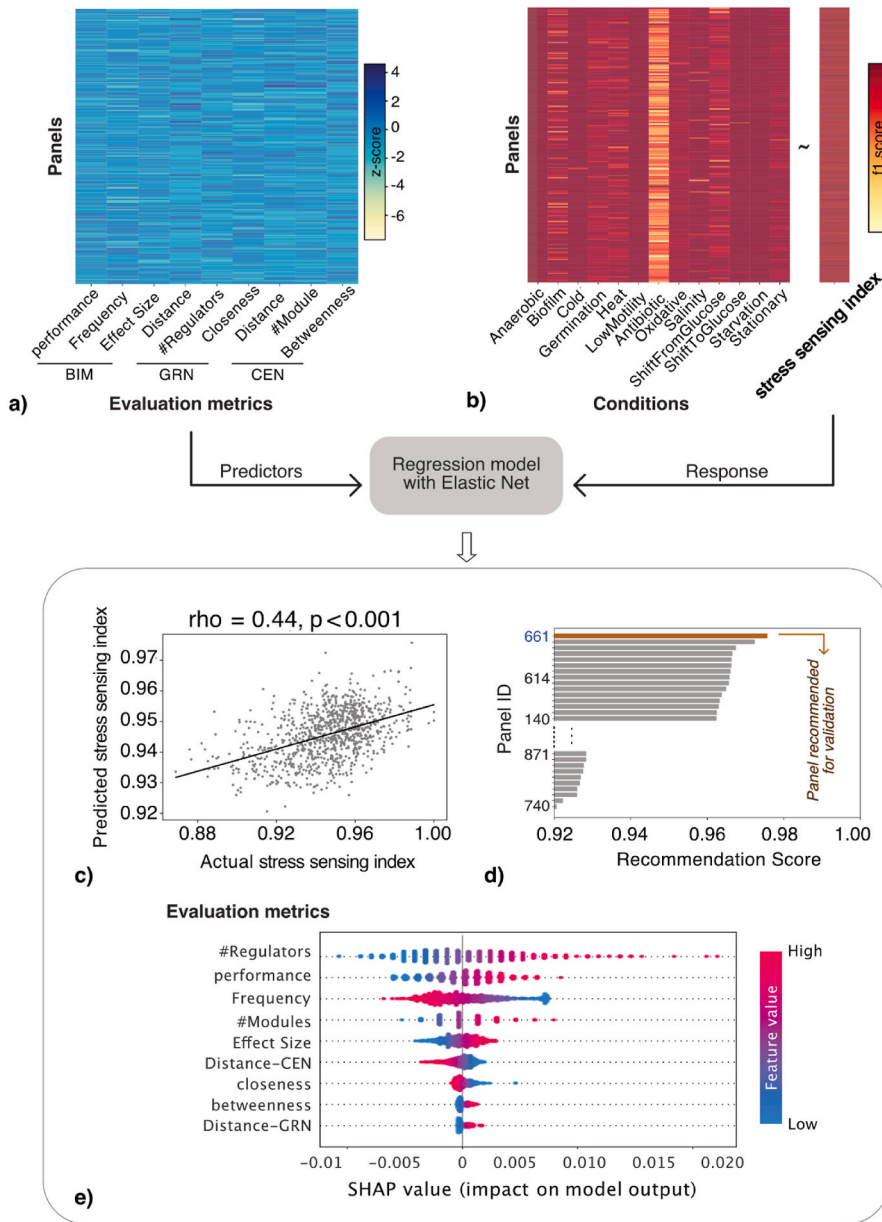 Panels
4
2
0
-2
-4
-6
z-score
performance
Frequency
Effect Size
Distance
#Regulators
Closeness
Distance
#Module
Betweenness
BIM
GRN
CEN
a)
Evaluation metrics
Panels
~
f1_score
Anaerobic
Biofilm
Cold
Germination
Heat
LowMotility
Antibiotic
Oxidative
Salinity
ShiftFromGlucose
ShiftToGlucose
Starvation
Stationary
stress sensing index
b)
Conditions
Predictors
Regression model
with Elastic Net
Response
rho = 0.44, p<0.001
Predicted stress sensing index
0.97
0.96
0.95
0.94
0.93
0.92
0.88
0.92
0.96
1.00
Actual stress sensing index
c)
Panel ID
661
614
140
871
740
Panel recommended
for validation
0.92
0.94
0.96
0.98
1.00
Recommendation Score
d)
Evaluation metrics
#Regulators
performance
Frequency
#Modules
Effect Size
Distance-CEN
closeness
betweenness
Distance-GRN
-0.01
-0.005
0
0.005
0.010
0.015
0.020
SHAP value (impact on model output)
High
Feature value
Low
e)